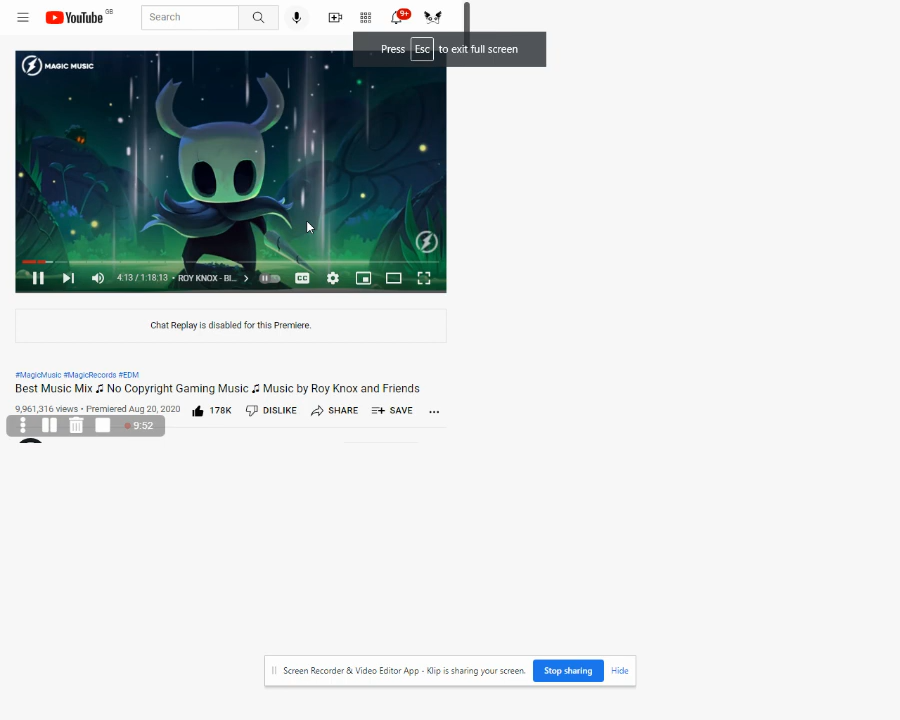 YouTube GB
Search
9+
Press Esc to exit full screen
MAGIC MUSIC
4:13 / 1:18:13 • ROY KNOX - Bl...
CC
Chat Replay is disabled for this Premiere.
#MagicMusic #MagicRecords #EDM
Best Music Mix ♫ No Copyright Gaming Music ♫ Music by Roy Knox and Friends
9,961,316 views • Premiered Aug 20, 2020
178K DISLIKE SHARE SAVE ...
9:52
Screen Recorder & Video Editor App - Klip is sharing your screen. Stop sharing Hide